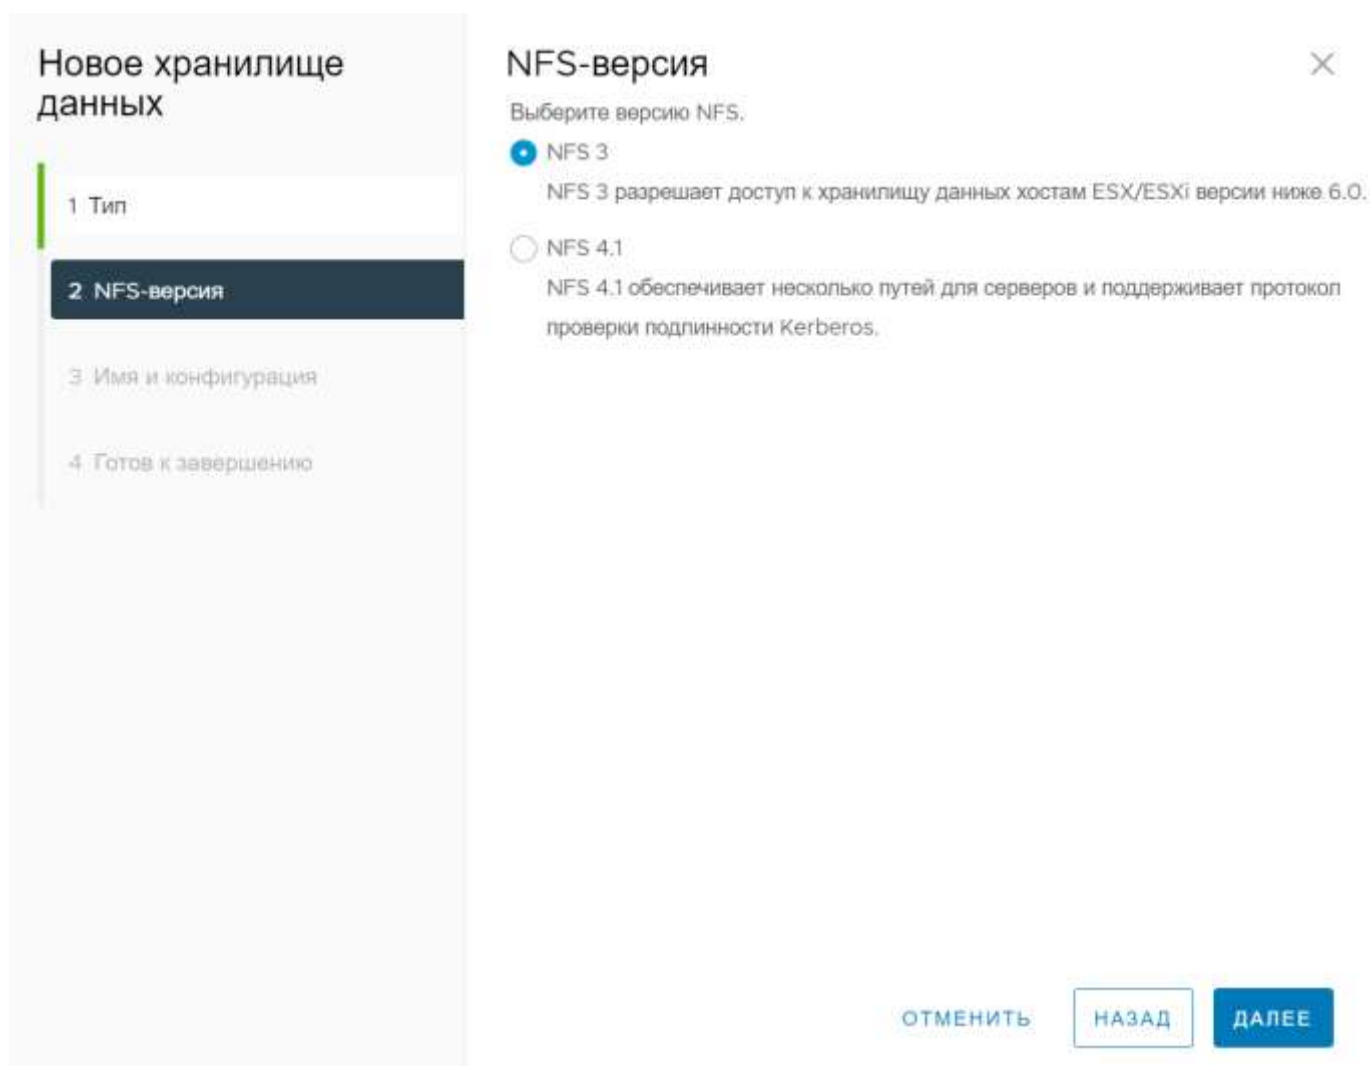 Новое хранилище
данных
1 Тип
2 NFS-версия
3 Имя и конфигурация
4 Готов к завершению
NFS-версия
Выберите версию NFS.
NFS 3
NFS 3 разрешает доступ к хранилищу данных хостам ESX/ESXi версии ниже 6.0.
NFS 4.1
NFS 4.1 обеспечивает несколько путей для серверов и поддерживает протокол
проверки подлинности Kerberos.
ОТМЕНИТЬ
НАЗАД
ДАЛЕЕ